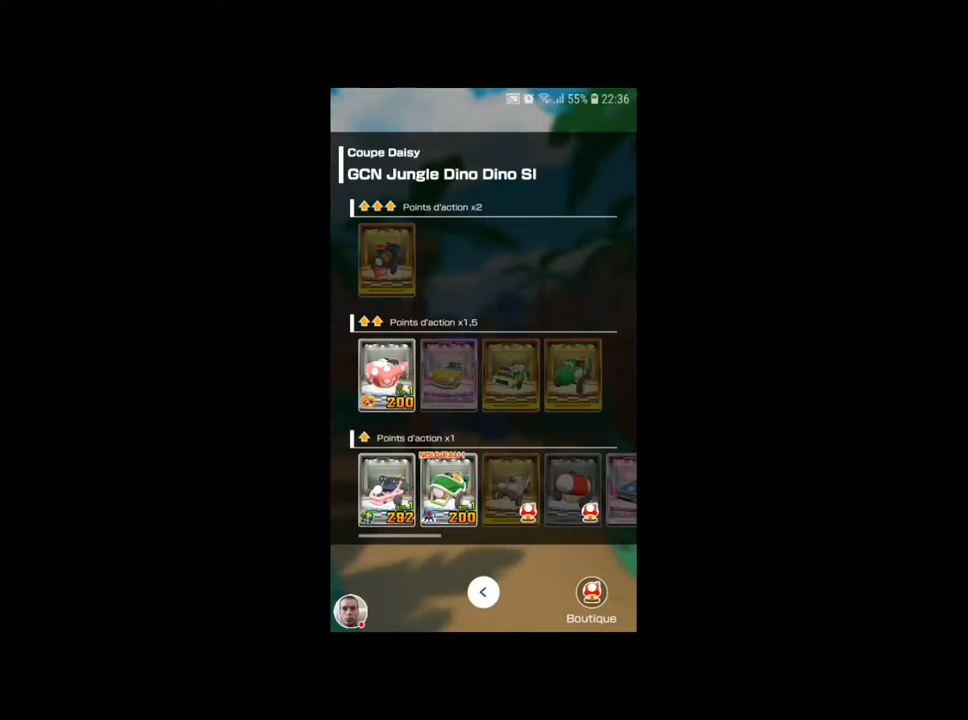 55% 22:36
Coupe Daisy
GCN Jungle Dino Dino SI
Points d'action x2
Points d'action x1,5
200
Points d'action x1
NOUVEAU !
292 200
Boutique